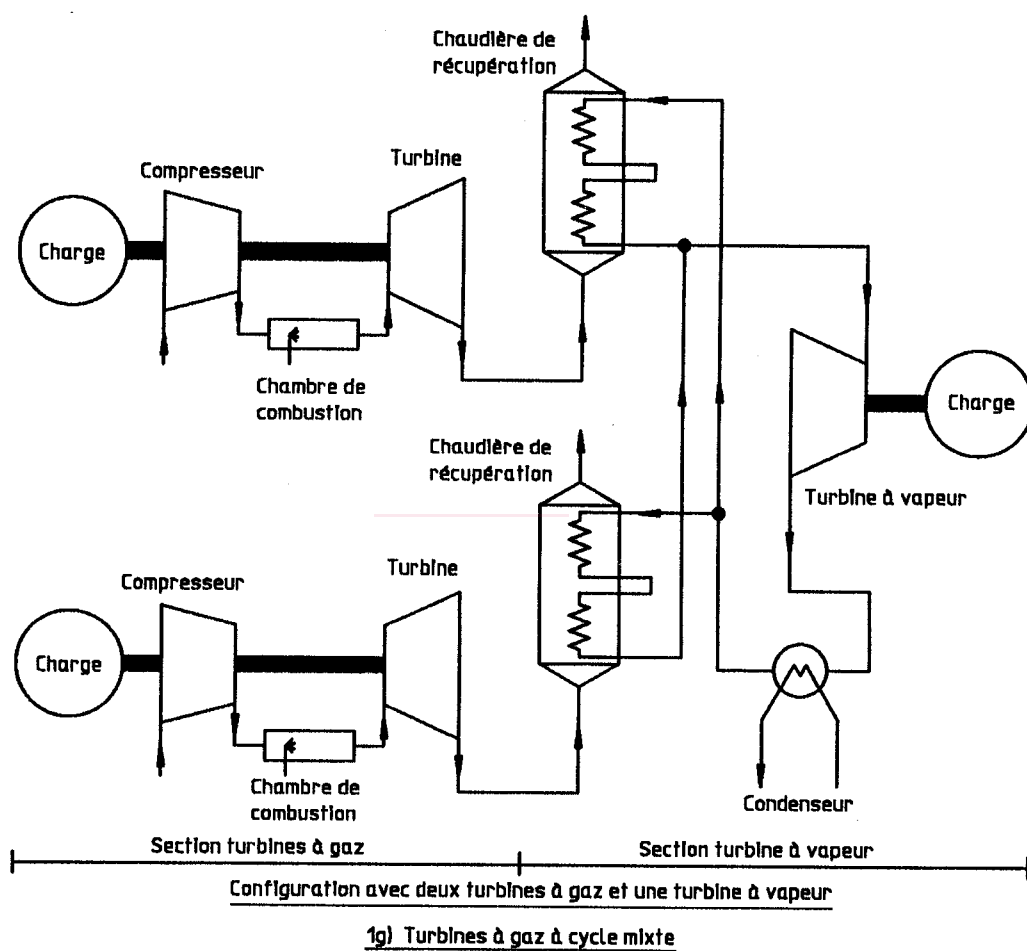 Chaudière de
récupération
Compresseur
Turbine
Charge
Chambre de
combustion
Charge
Chaudière de
récupération
Turbine à vapeur
Compresseur
Turbine
Charge
Chambre de
combustion
Condenseur
Section turbines à gaz
Section turbine à vapeur
Configuration avec deux turbines à gaz et une turbine à vapeur
1g) Turbines à gaz à cycle mixte